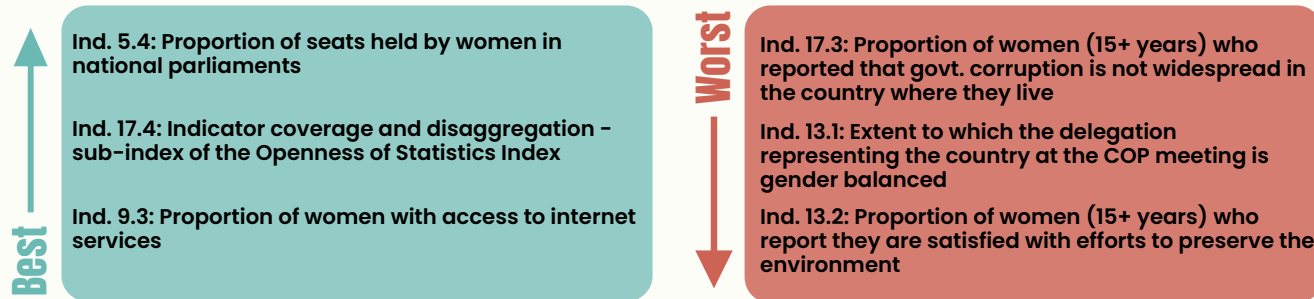 Best
Ind. 5.4: Proportion of seats held by women in
national parliaments
Ind. 17.4: Indicator coverage and disaggregation -
sub-index of the Openness of Statistics Index
Ind. 9.3: Proportion of women with access to internet
services
Worst
Ind. 17.3: Proportion of women (15+ years) who
reported that govt. corruption is not widespread in
the country where they live
Ind. 13.1: Extent to which the delegation
representing the country at the COP meeting is
gender balanced
Ind. 13.2: Proportion of women (15+ years) who
report they are satisfied with efforts to preserve the
environment